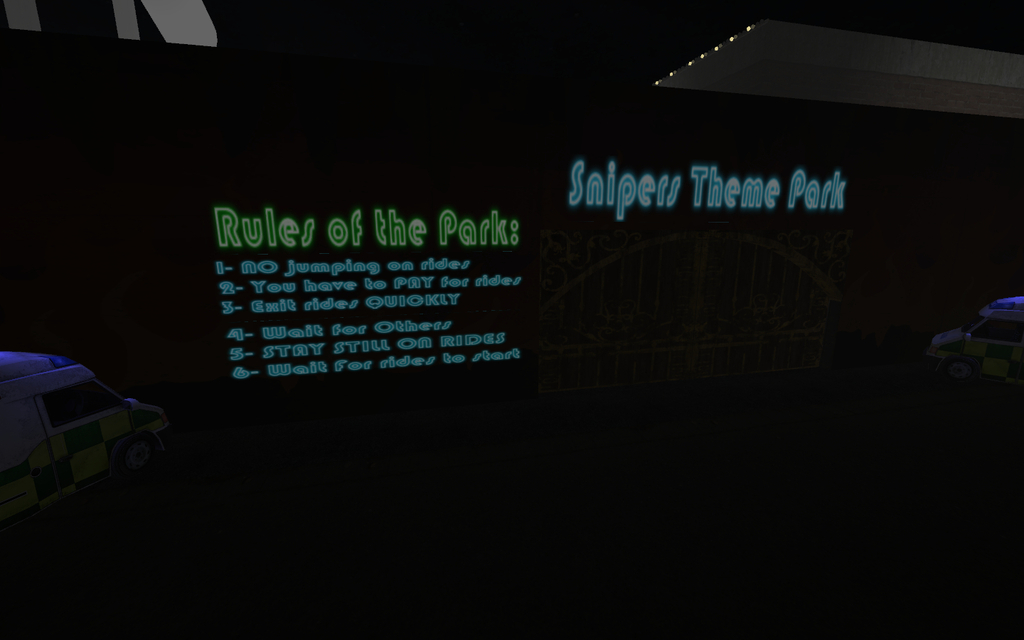 Snipers Theme Park
Rules of the Park:
1- NO jumping on rides
2- You have to PAY for rides
3- Exit rides QUICKLY
4- Wait for Others
5- STAY STILL ON RIDES
6- Wait For rides to start